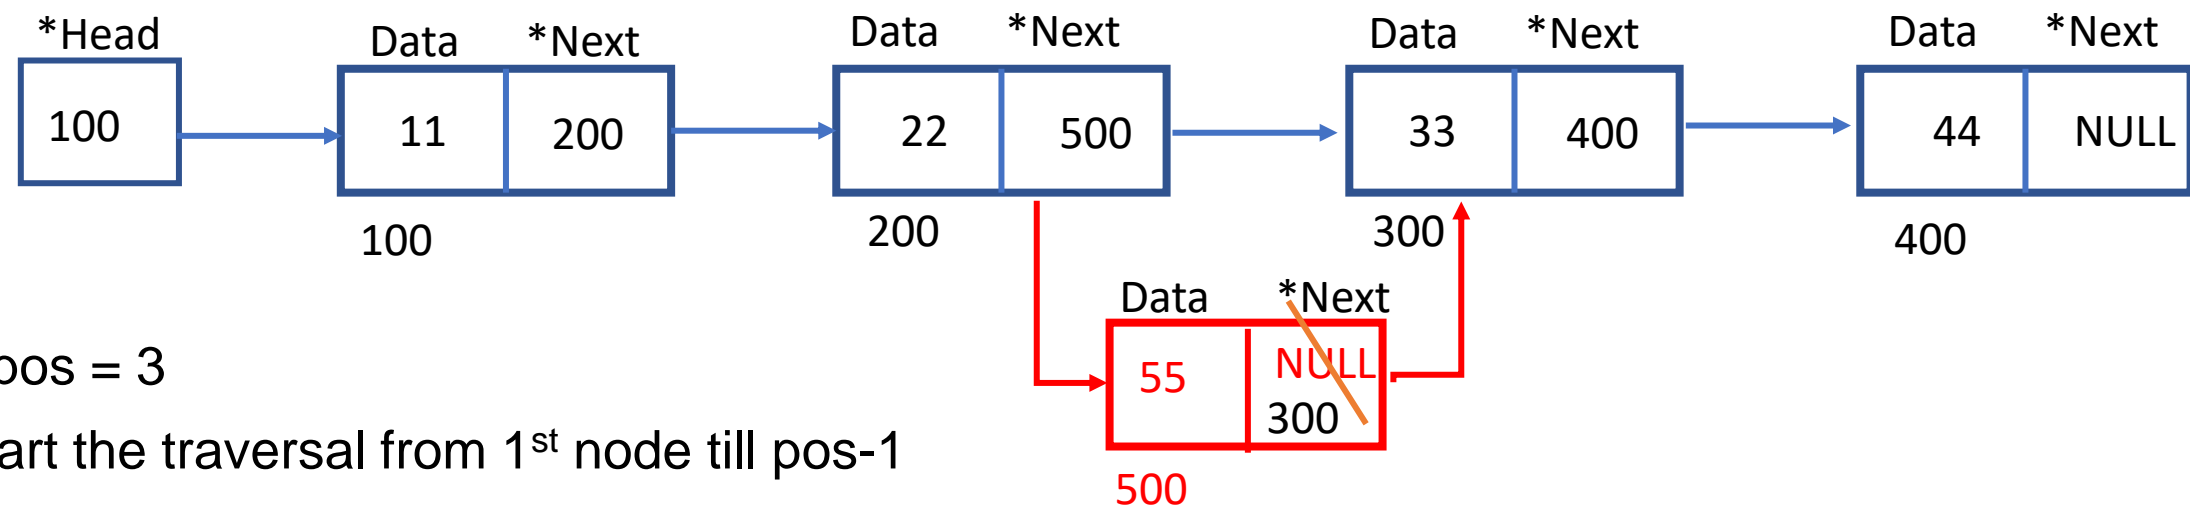 *Head Data *Next Data *Next Data *Next Data *Next
100 11 200 22 500 33 400 44 NULL
100 200 300 400
Data *Next
pos = 3 55 NULL
300
art the traversal from 1st node till pos-1
500